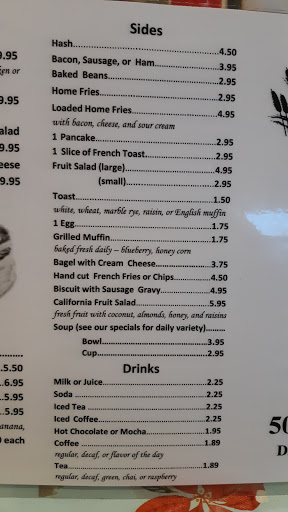 Sides
Hash.................................................4.50
Bacon, Sausage, or Ham.....................3.95
Baked Beans.......................................2.95
Home Fries..........................................2.95
Loaded Home Fries.............................4.95
with bacon, cheese, and sour cream
1 Pancake............................................2.95
1 Slice of French Toast.......................2.95
Fruit Salad (large)...............................4.95
(small)...............................2.95
Toast.................................................1.50
white, wheat, marble rye, raisin, or English muffin
1 Egg.................................................1.75
Grilled Muffin....................................1.75
baked fresh daily – blueberry, honey corn
Bagel with Cream Cheese.................3.75
Hand cut French Fries or Chips..........4.50
Biscuit with Sausage Gravy...............4.95
California Fruit Salad.........................5.95
fresh fruit with coconut, almonds, honey, and raisins
Soup (see our specials for daily variety).........
Bowl...................................3.95
Cup.....................................2.95
Drinks
Milk or Juice......................................2.25
Soda .................................................2.25
Iced Tea ............................................2.25
Iced Coffee........................................2.25
Hot Chocolate or Mocha...................1.95
Coffee ..............................................1.89
regular, decaf, or flavor of the day
Tea....................................................1.89
regular, decaf, green, chai, or raspberry
9.95
ken or
9.95
alad
9.95
eese
9.95
..5.50
..6.95
..5.95
..5.95
anana,
0 each
50
D